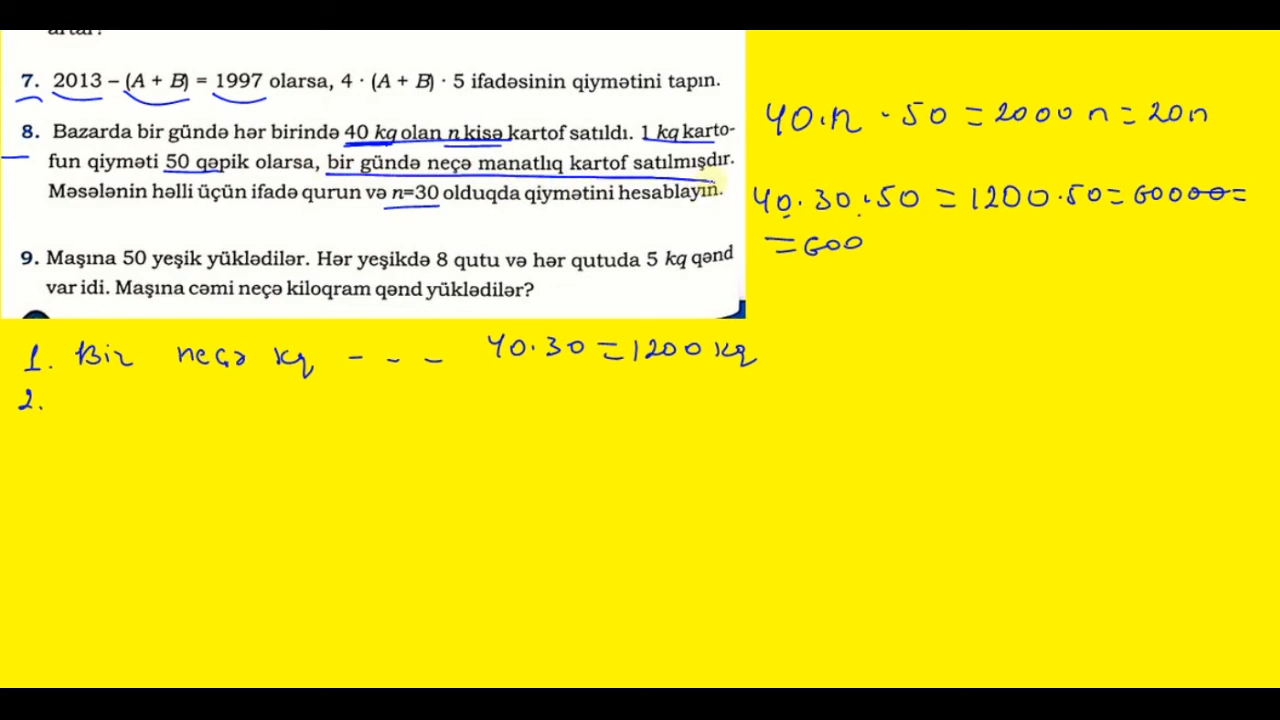 artar?
7. 2013 – (A + B) = 1997 olarsa, 4 · (A + B) · 5 ifadəsinin qiymətini tapın.
8. Bazarda bir gündə hər birində 40 kq olan n kisə kartof satıldı. 1 kq karto-
fun qiyməti 50 qəpik olarsa, bir gündə neçə manatlıq kartof satılmışdır.
Məsələnin həlli üçün ifadə qurun və n=30 olduqda qiymətini hesablayın.
9. Maşına 50 yeşik yüklədilər. Hər yeşikdə 8 qutu və hər qutuda 5 kq qənd
var idi. Maşına cəmi neçə kiloqram qənd yüklədilər?
40.n . 50 = 2000 n = 20n
40.30.50 = 1200.50=60000=
=600
1. Bir neçə kq - - - 40.30=1200 kq
2.